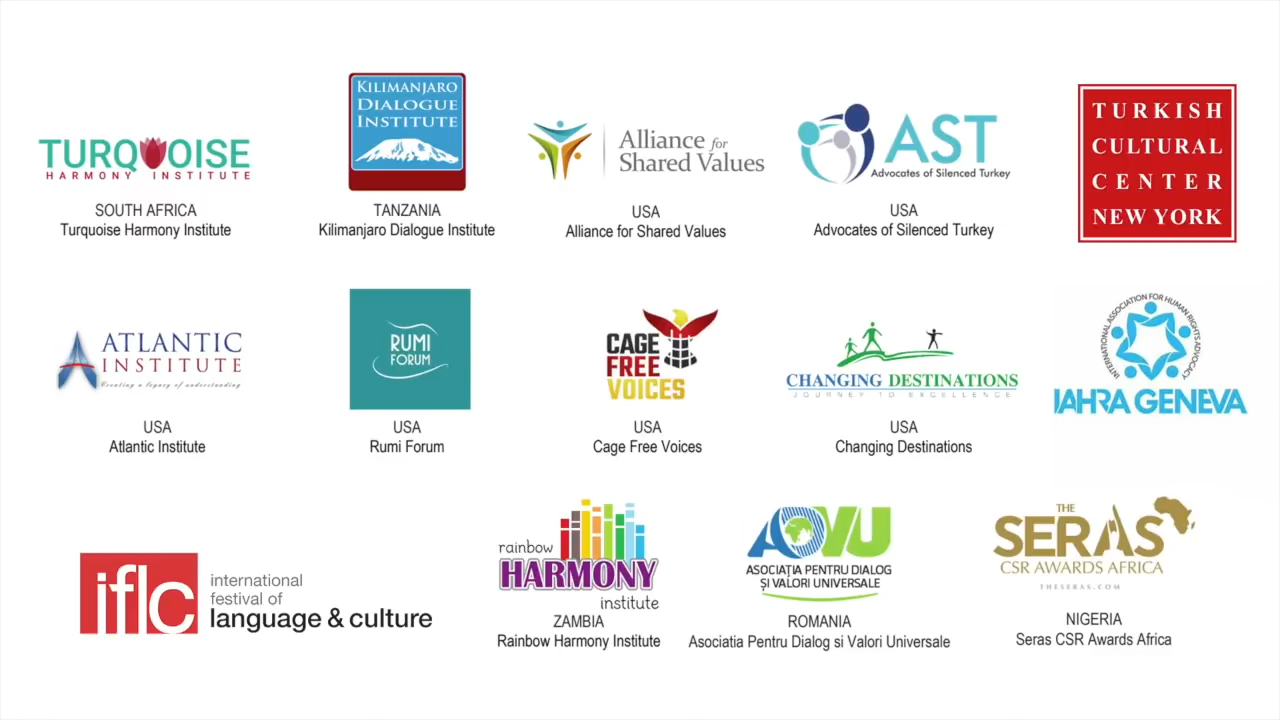 TURQUOISE
HARMONY INSTITUTE
SOUTH AFRICA
Turquoise Harmony Institute
KILIMANJARO
DIALOGUE
INSTITUTE
TANZANIA
Kilimanjaro Dialogue Institute
Alliance for
Shared Values
USA
Alliance for Shared Values
AST
Advocates of Silenced Turkey
USA
Advocates of Silenced Turkey
TURKISH
CULTURAL
CENTER
NEW YORK
ATLANTIC
INSTITUTE
Creating a legacy of understanding
USA
Atlantic Institute
RUMI
FORUM
USA
Rumi Forum
CAGE
FREE
VOICES
USA
Cage Free Voices
CHANGING DESTINATIONS
JOURNEY TO EXCELLENCE
USA
Changing Destinations
INTERNATIONAL ASSOCIATION FOR HUMAN RIGHTS ADVOCACY
IAHRA GENEVA
iflc
international
festival of
language & culture
rainbow
HARMONY
institute
ZAMBIA
Rainbow Harmony Institute
ADVU
ASOCIAȚIA PENTRU DIALOG
ȘI VALORI UNIVERSALE
ROMANIA
Asociatia Pentru Dialog si Valori Universale
THE
SERAS
CSR AWARDS AFRICA
THESERAS.COM
NIGERIA
Seras CSR Awards Africa